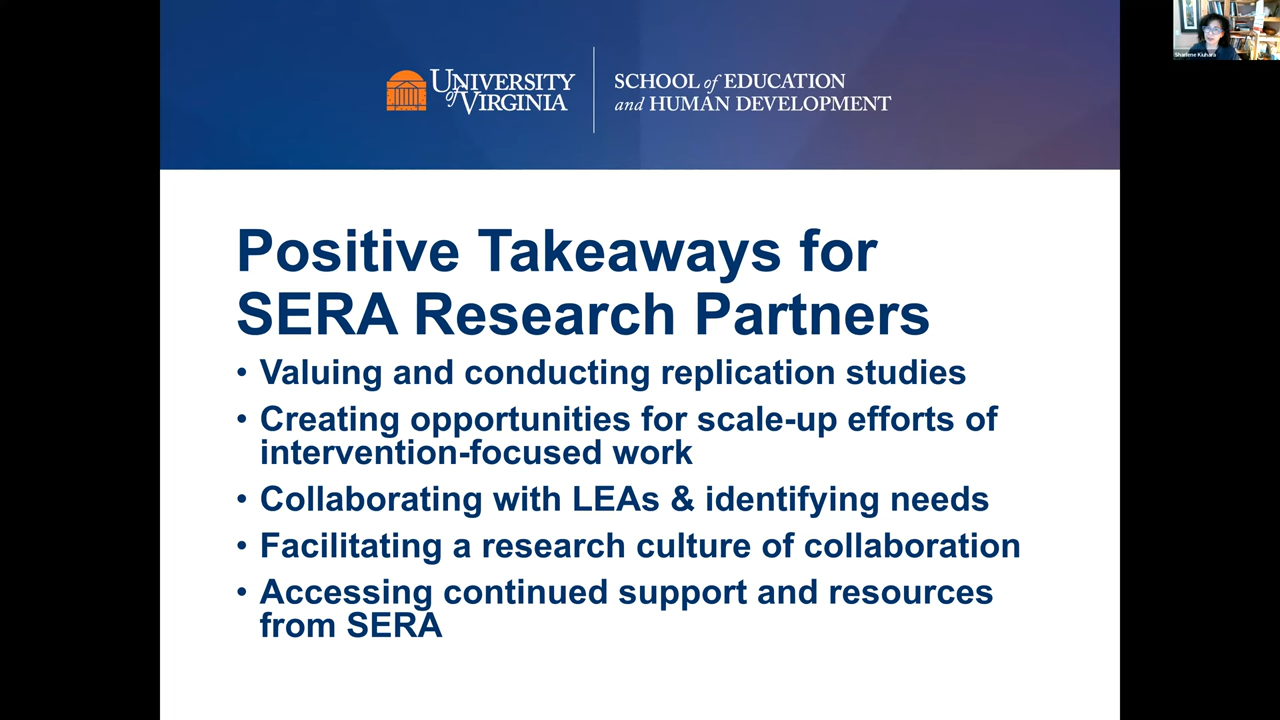 UNIVERSITY of VIRGINIA
SCHOOL of EDUCATION
and HUMAN DEVELOPMENT
Sharlene Kiuhara
Positive Takeaways for
SERA Research Partners
• Valuing and conducting replication studies
• Creating opportunities for scale-up efforts of
intervention-focused work
• Collaborating with LEAs & identifying needs
• Facilitating a research culture of collaboration
• Accessing continued support and resources
from SERA